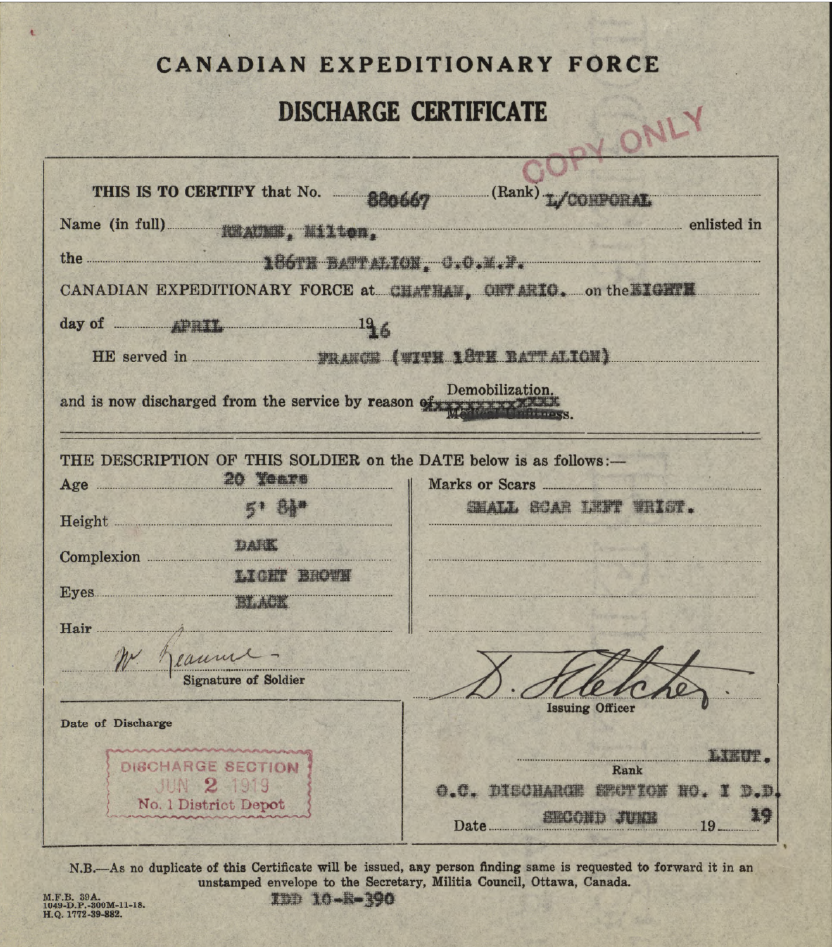 CANADIAN EXPEDITIONARY FORCE
DISCHARGE CERTIFICATE
COPY ONLY
THIS IS TO CERTIFY that No. 880667 (Rank) L/CORPORAL
Name (in full) REAUME, Milton, enlisted in
the 186TH BATTALION, C.O.M.F.
CANADIAN EXPEDITIONARY FORCE at CHATHAM, ONTARIO. on the EIGHTH
day of APRIL 1916
HE served in FRANCE (WITH 18TH BATTALION)
Demobilization.
and is now discharged from the service by reason of xxxxxxxxxxxxxxx
Medical Unfitness.
THE DESCRIPTION OF THIS SOLDIER on the DATE below is as follows:—
Age 20 Years Marks or Scars
Height 5' 8½" SMALL SCAR LEFT WRIST.
Complexion DARK
Eyes LIGHT BROWN
Hair BLACK
Reaume
Signature of Soldier
D. Fletcher.
Issuing Officer
Date of Discharge
DISCHARGE SECTION
JUN 2 1919
No. 1 District Depot
LIEUT.
Rank
O.C. DISCHARGE SECTION NO. I D.D.
Date SECOND JUNE 19 19
N.B.—As no duplicate of this Certificate will be issued, any person finding same is requested to forward it in an
unstamped envelope to the Secretary, Militia Council, Ottawa, Canada.
M.F.B. 39A.
1049-D.P.-300M-11-18.
H.Q. 1772-39-882.
IDD 10-R-390